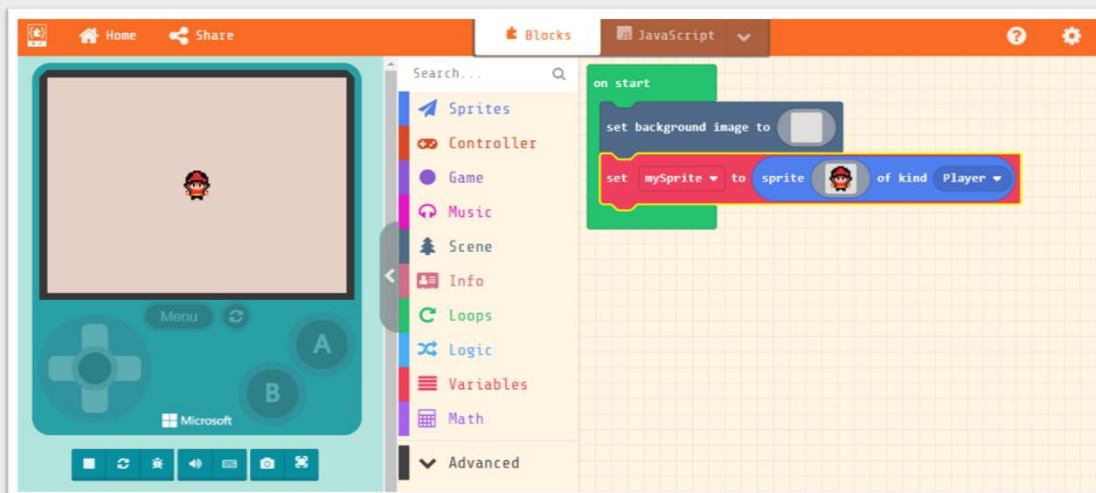 Home Share Blocks JavaScript
Menu
A
B
Microsoft
Search...
Sprites
Controller
Game
Music
Scene
Info
Loops
Logic
Variables
Math
Advanced
on start
set background image to
set mySprite to sprite of kind Player